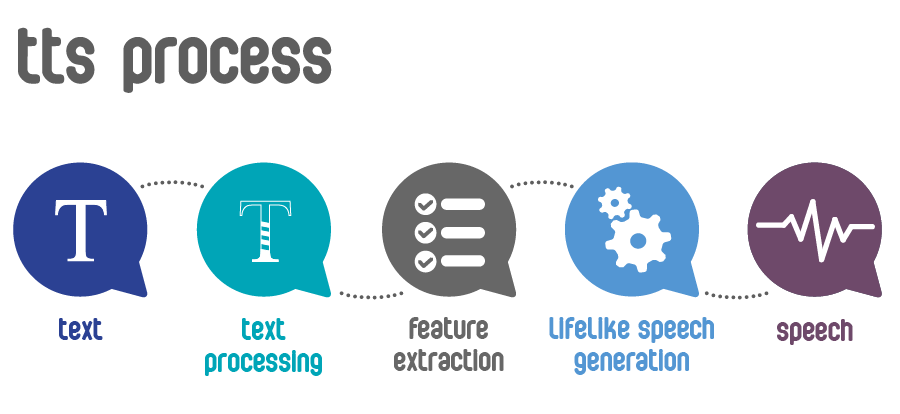 tts process
T
T
text
text
processing
feature
extraction
lifelike speech
generation
speech